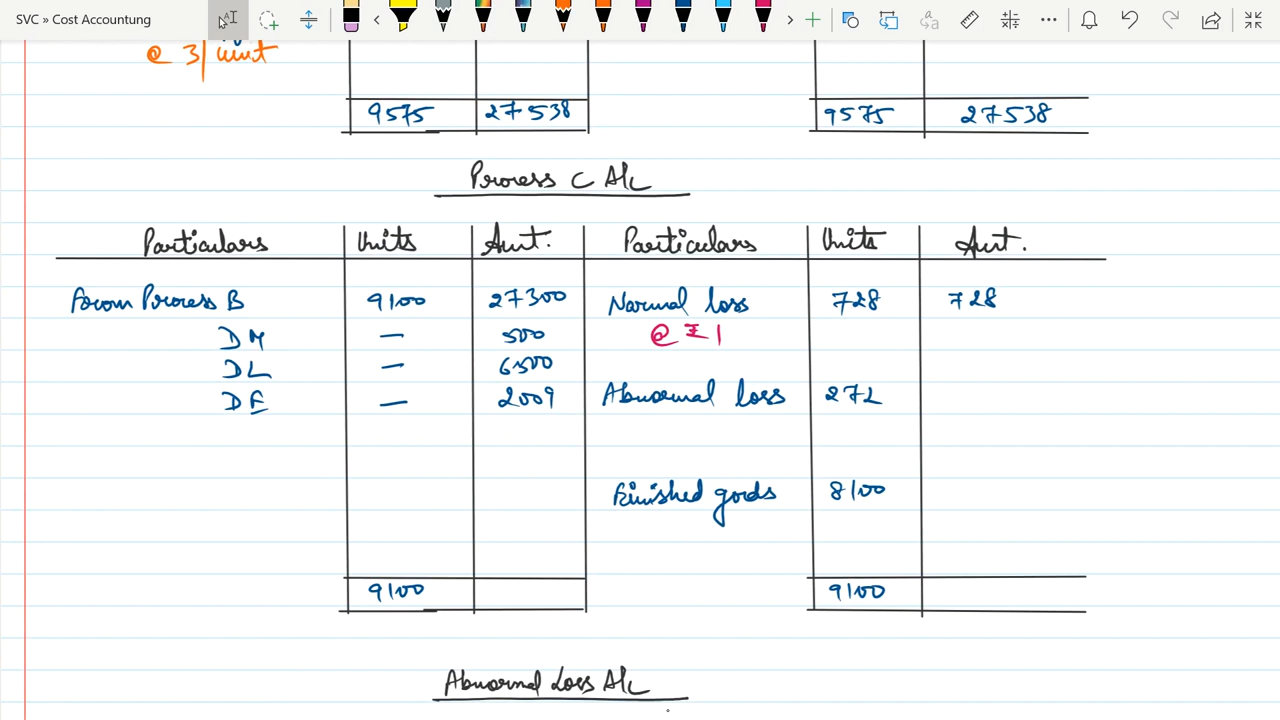 SVC » Cost Accountung
@ 3/unit
9575 27538 9575 27538
Process C A/c
Particulars Units Amt. Particulars Units Amt.
From Process B 9100 27300 Normal loss 728 728
DM — 500 @ ₹ 1
DL — 6500
DE — 2009 Abnormal loss 272
Finished goods 8100
9100 9100
Abnormal Loss A/c